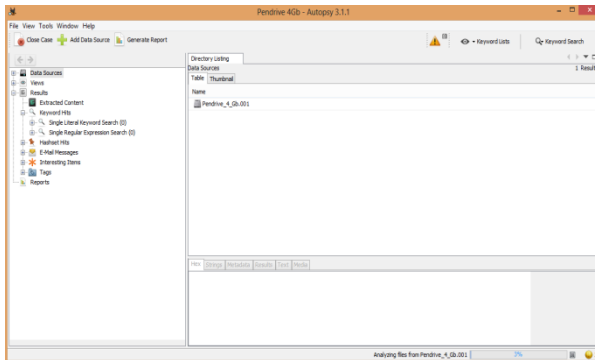 Pendrive 4Gb - Autopsy 3.1.1
File View Tools Window Help
Close Case Add Data Source Generate Report
Keyword Lists Keyword Search
Directory Listing
Data Sources
1 Result
Table Thumbnail
Name
Pendrive_4_Gb.001
Data Sources
Views
Results
Extracted Content
Keyword Hits
Single Literal Keyword Search (0)
Single Regular Expression Search (0)
Hashset Hits
E-Mail Messages
Interesting Items
Tags
Reports
Hex Strings Metadata Results Text Media
Analyzing files from Pendrive_4_Gb.001